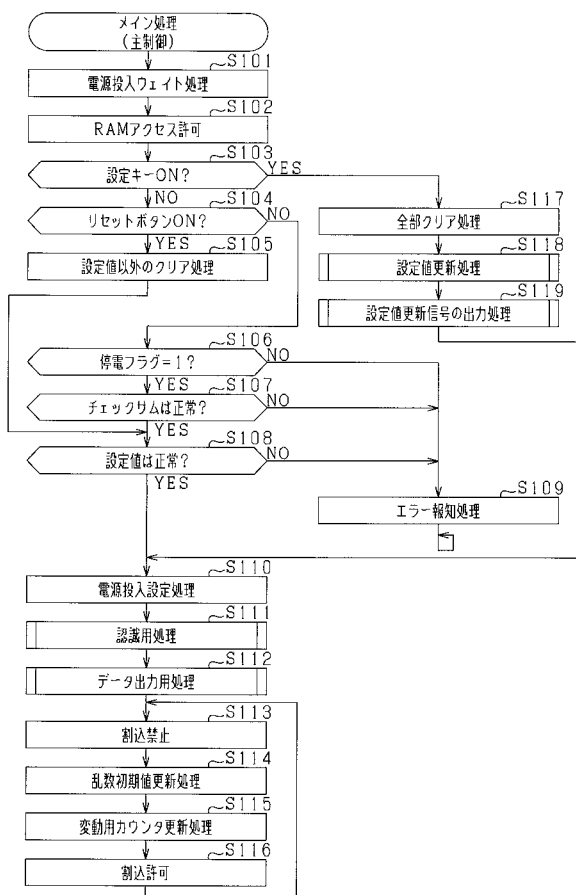 メイン処理
(主制御)
S101
電源投入ウェイト処理
S102
RAMアクセス許可
S103
設定キーON?
YES
NO
S104
リセットボタンON?
NO
YES
S105
設定値以外のクリア処理
S117
全部クリア処理
S118
設定値更新処理
S119
設定値更新信号の出力処理
S106
停電フラグ=1?
NO
YES
S107
チェックサムは正常?
NO
YES
S108
設定値は正常?
NO
YES
S109
エラー報知処理
S110
電源投入設定処理
S111
認識用処理
S112
データ出力用処理
S113
割込禁止
S114
乱数初期値更新処理
S115
変動用カウンタ更新処理
S116
割込許可